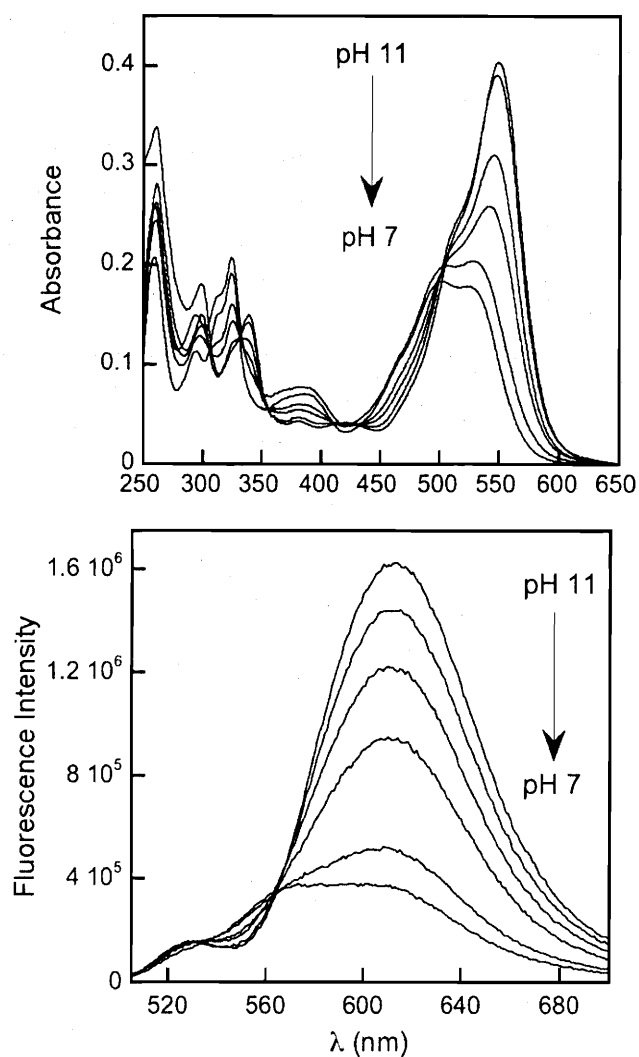 0.4
pH 11
0.3
pH 7
0.2
0.1
0
Absorbance
250 300 350 400 450 500 550 600 650
1.6 10⁶
pH 11
1.2 10⁶
8 10⁵
pH 7
4 10⁵
0
Fluorescence Intensity
520 560 600 640 680
λ (nm)